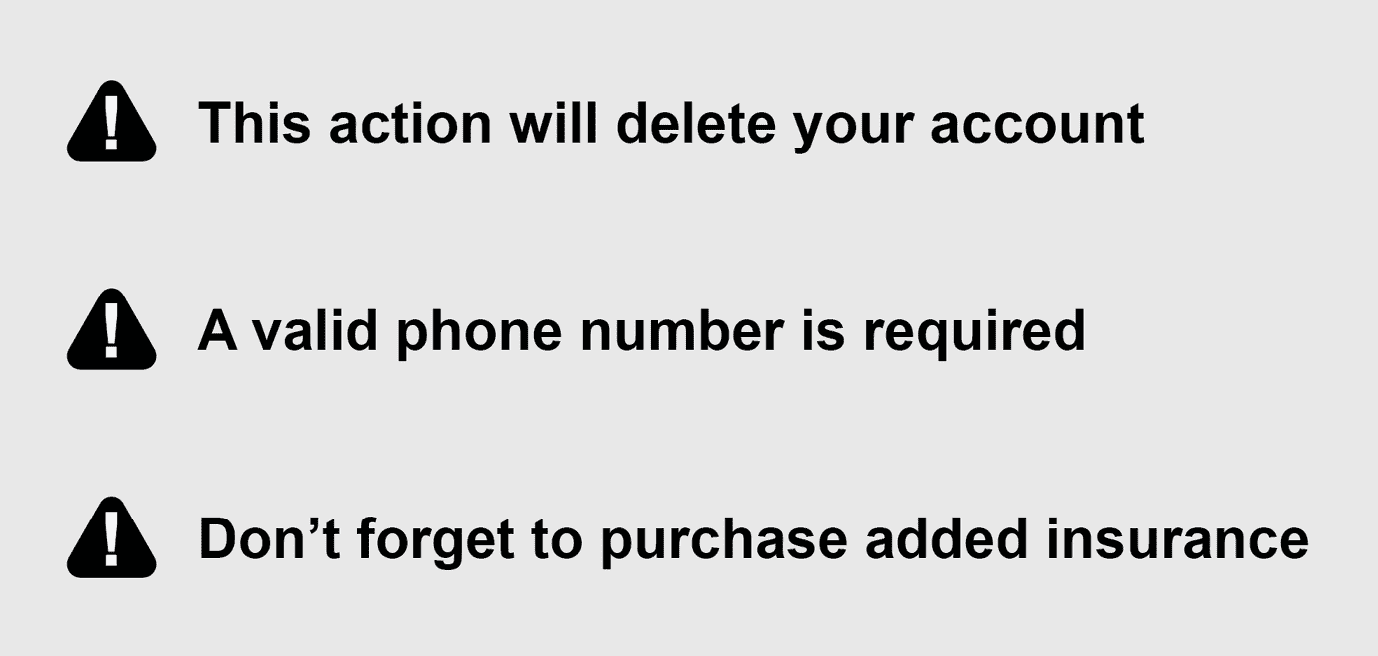 This action will delete your account
A valid phone number is required
Don’t forget to purchase added insurance